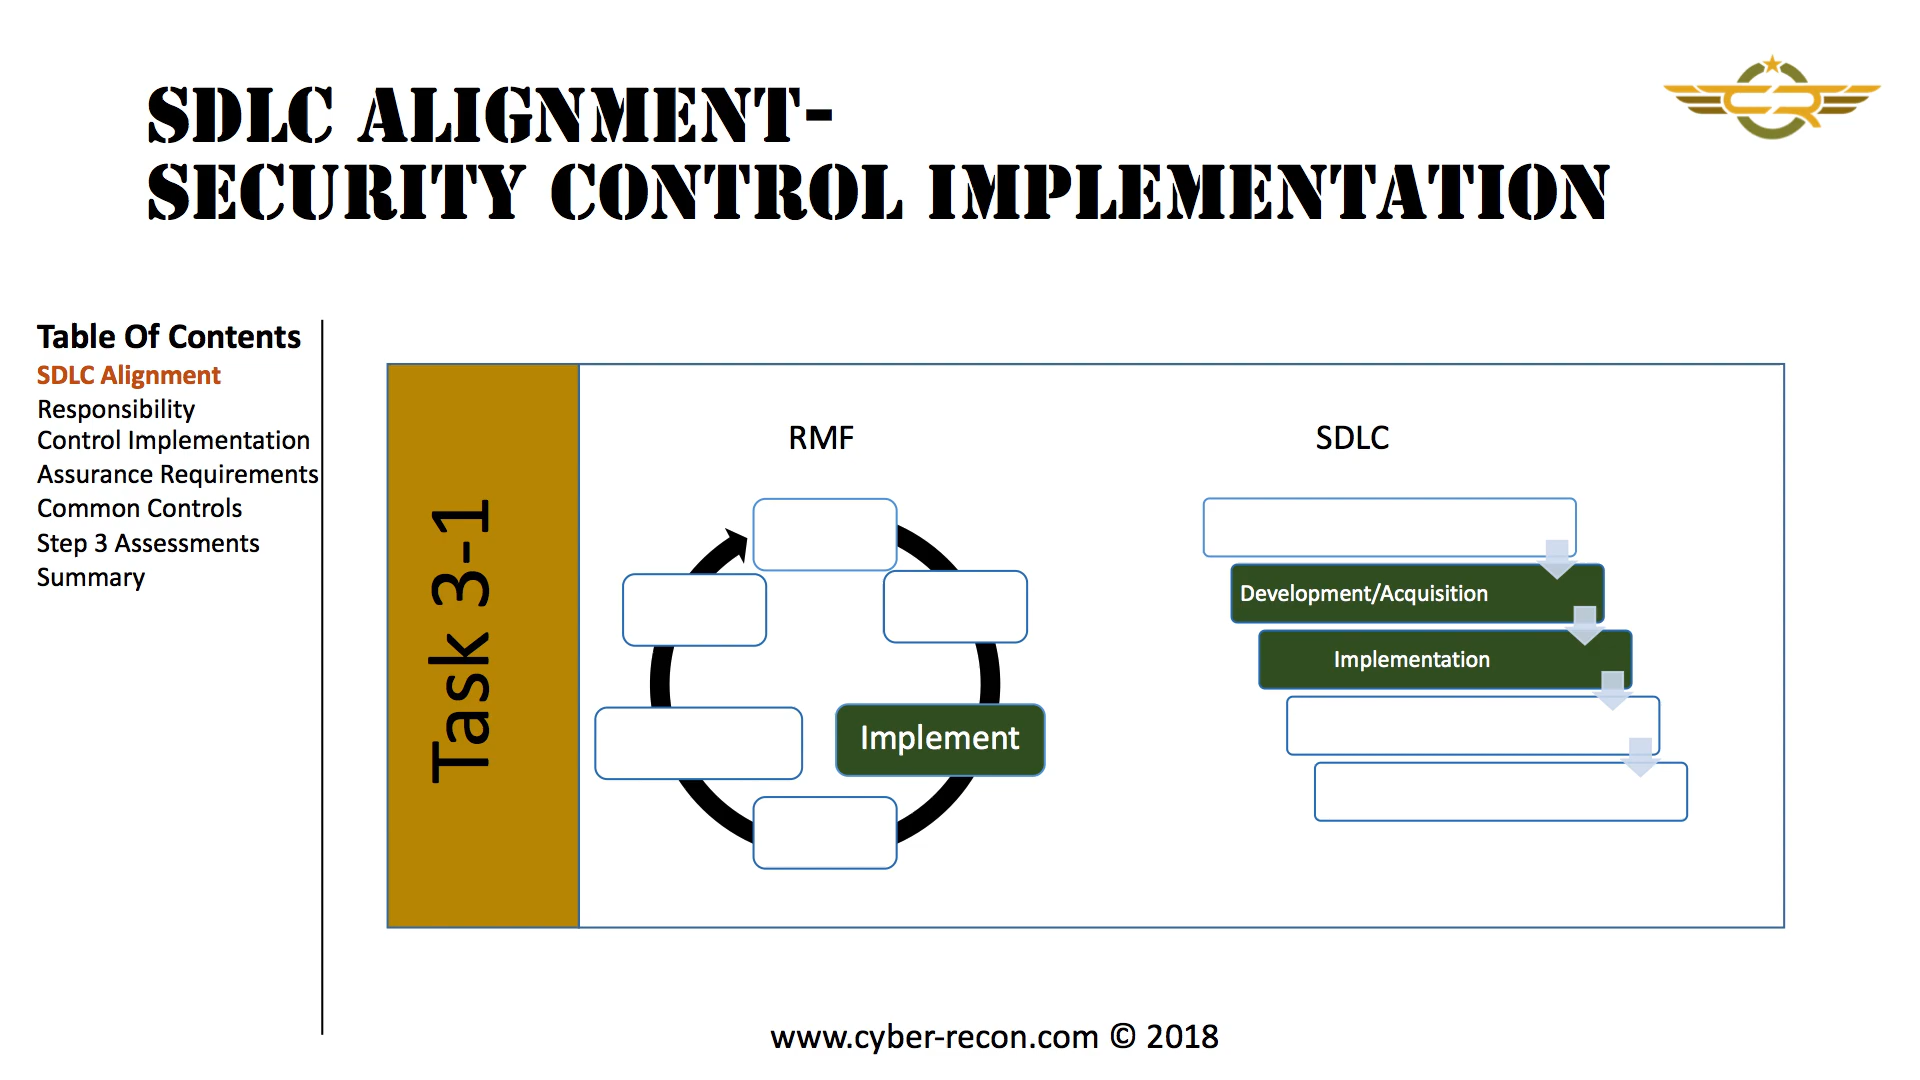 SDLC ALIGNMENT-
SECURITY CONTROL IMPLEMENTATION
CR
Table Of Contents
SDLC Alignment
Responsibility
Control Implementation
Assurance Requirements
Common Controls
Step 3 Assessments
Summary
Task 3-1
RMF
Implement
SDLC
Development/Acquisition
Implementation
www.cyber-recon.com © 2018